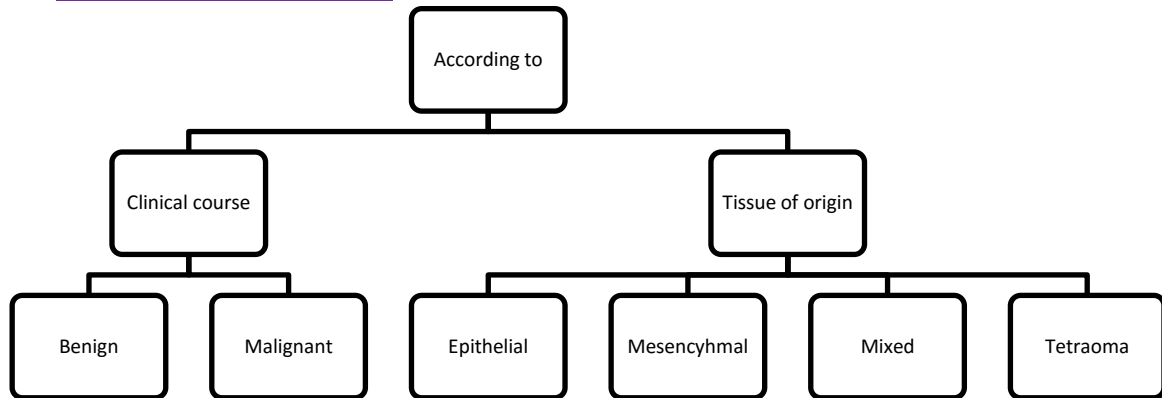 According to
Clinical course
Tissue of origin
Benign
Malignant
Epithelial
Mesencyhmal
Mixed
Tetraoma